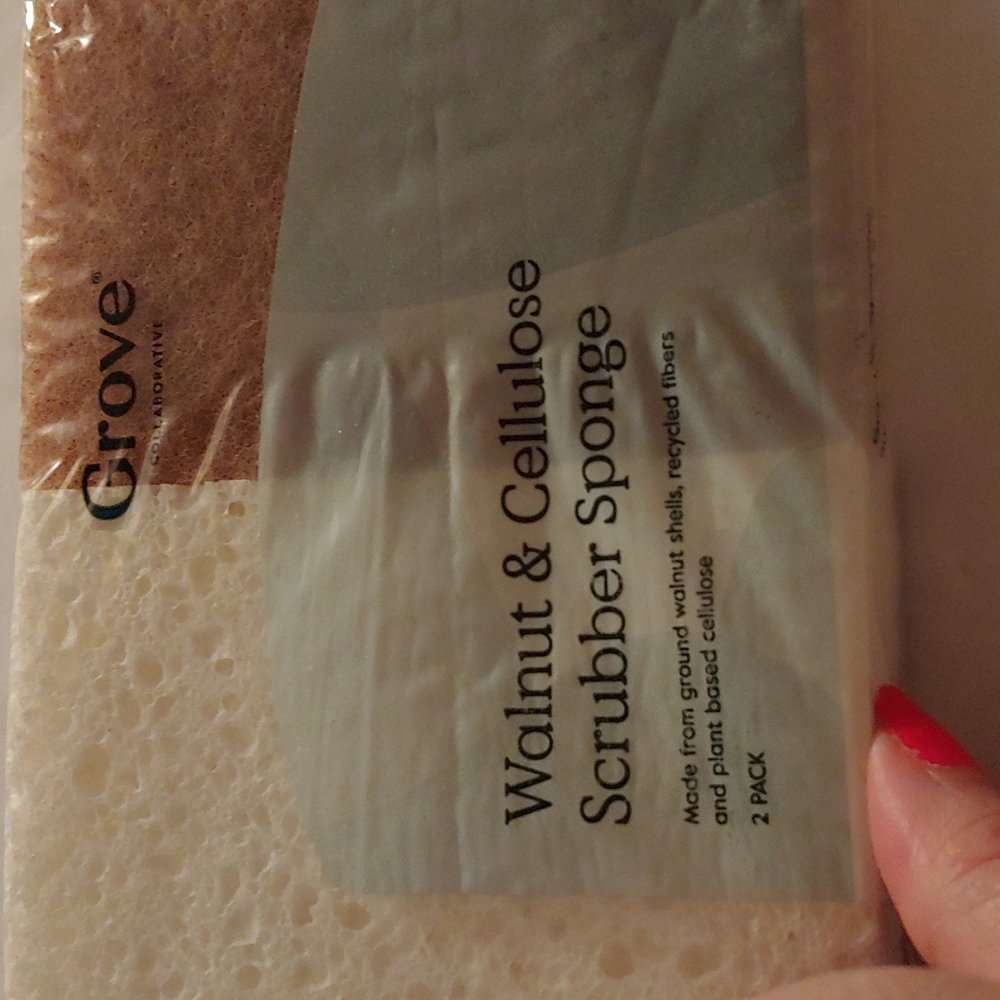 Grove®
COLLABORATIVE
Walnut & Cellulose
Scrubber Sponge
Made from ground walnut shells, recycled fibers
and plant based cellulose
2 PACK